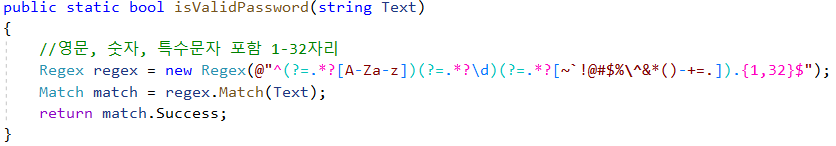 public static bool isValidPassword(string Text)
{
//영문, 숫자, 특수문자 포함 1-32자리
Regex regex = new Regex(@"^(?=.*?[A-Za-z])(?=.*?\d)(?=.*?[~`!@#$%\^&*()-+=.]).{1,32}$");
Match match = regex.Match(Text);
return match.Success;
}